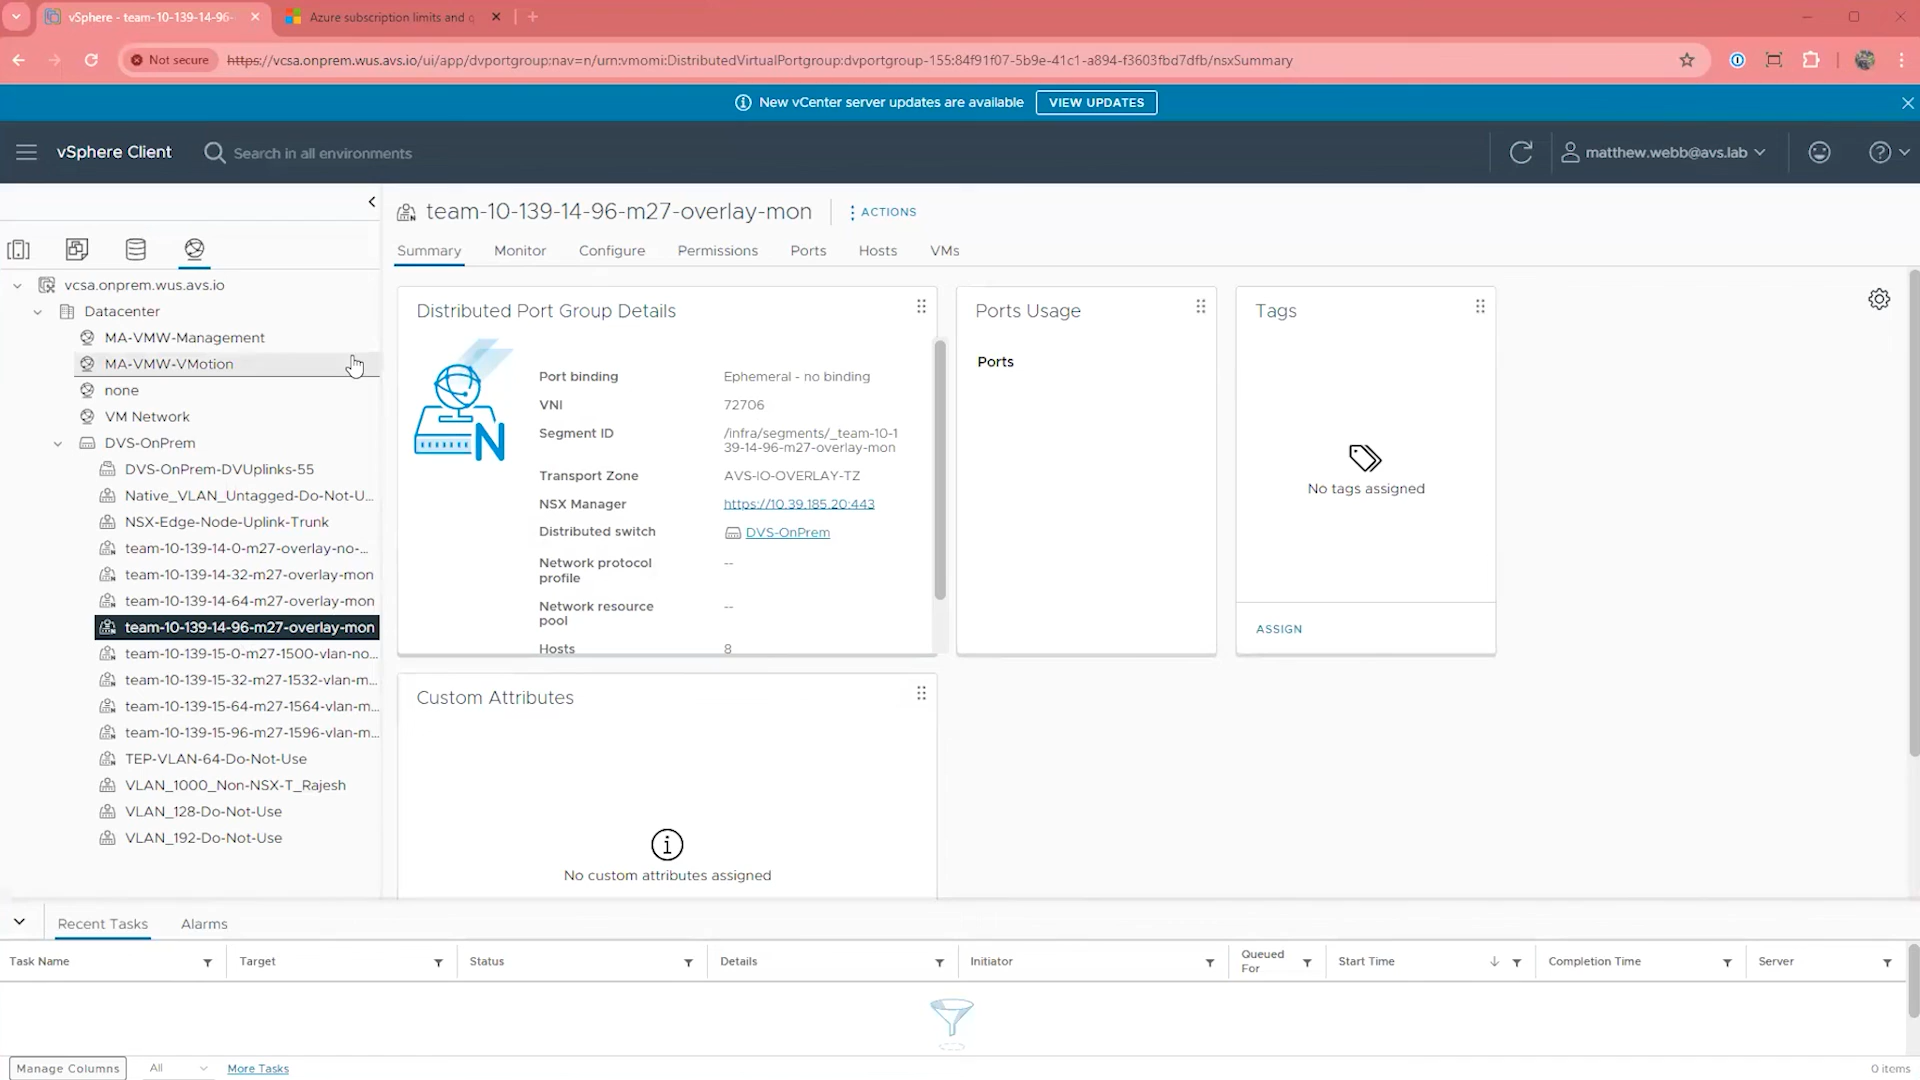 vSphere - team-10-139-14-96-
Azure subscription limits and q
Not secure
https://vcsa.onprem.wus.avs.io/ui/app/dvportgroup;nav=n/urn:vmomi:DistributedVirtualPortgroup:dvportgroup-155:84f91f07-5b9e-41c1-a894-f3603fbd7dfb/nsxSummary
New vCenter server updates are available
VIEW UPDATES
vSphere Client
Search in all environments
matthew.webb@avs.lab
team-10-139-14-96-m27-overlay-mon
ACTIONS
Summary
Monitor
Configure
Permissions
Ports
Hosts
VMs
vcsa.onprem.wus.avs.io
Datacenter
MA-VMW-Management
MA-VMW-VMotion
none
VM Network
DVS-OnPrem
DVS-OnPrem-DVUplinks-55
Native_VLAN_Untagged-Do-Not-U...
NSX-Edge-Node-Uplink-Trunk
team-10-139-14-0-m27-overlay-no-...
team-10-139-14-32-m27-overlay-mon
team-10-139-14-64-m27-overlay-mon
team-10-139-14-96-m27-overlay-mon
team-10-139-15-0-m27-1500-vlan-no...
team-10-139-15-32-m27-1532-vlan-m...
team-10-139-15-64-m27-1564-vlan-m...
team-10-139-15-96-m27-1596-vlan-m...
TEP-VLAN-64-Do-Not-Use
VLAN_1000_Non-NSX-T_Rajesh
VLAN_128-Do-Not-Use
VLAN_192-Do-Not-Use
Distributed Port Group Details
N
Port binding Ephemeral - no binding
VNI 72706
Segment ID /infra/segments/_team-10-1
39-14-96-m27-overlay-mon
Transport Zone AVS-IO-OVERLAY-TZ
NSX Manager https://10.39.185.20:443
Distributed switch DVS-OnPrem
Network protocol --
profile
Network resource --
pool
Hosts 8
Ports Usage
Ports
Tags
No tags assigned
ASSIGN
Custom Attributes
No custom attributes assigned
Recent Tasks
Alarms
Task Name
Target
Status
Details
Initiator
Queued
For
Start Time
Completion Time
Server
Manage Columns
All
More Tasks
0 items